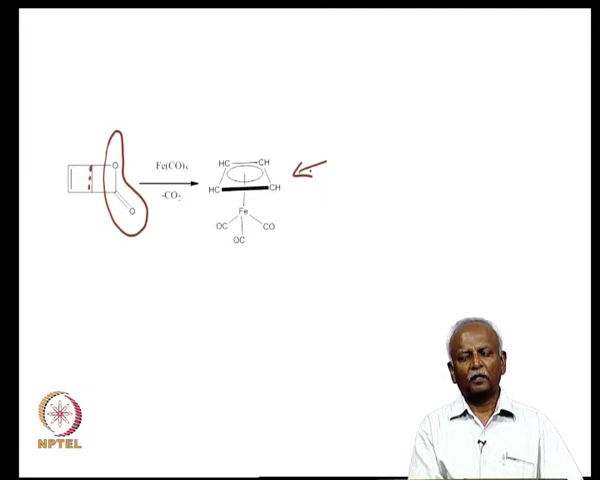 O
Fe(CO)5
-CO2
O
HC CH
HC CH
Fe
OC CO
OC
NPTEL